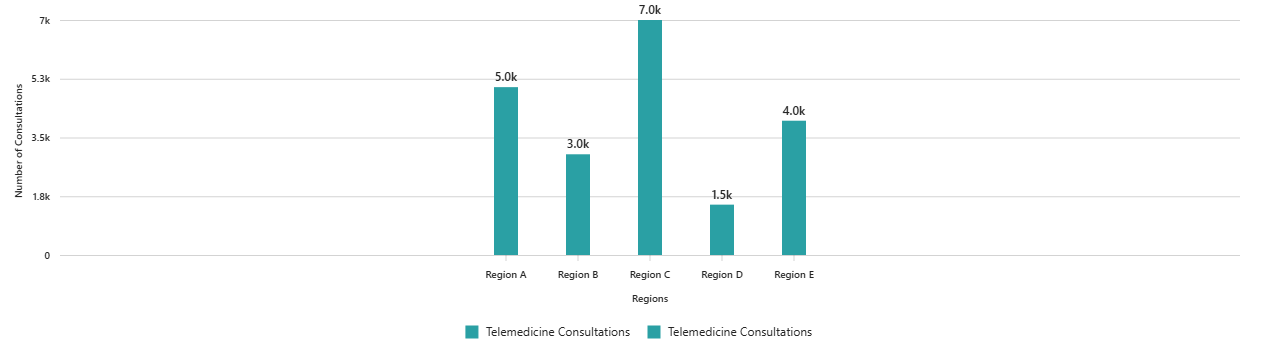 7.0k
7k
5.3k
5.0k
4.0k
3.5k
3.0k
1.8k
1.5k
0
Number of Consultations
Region A Region B Region C Region D Region E
Regions
Telemedicine Consultations Telemedicine Consultations